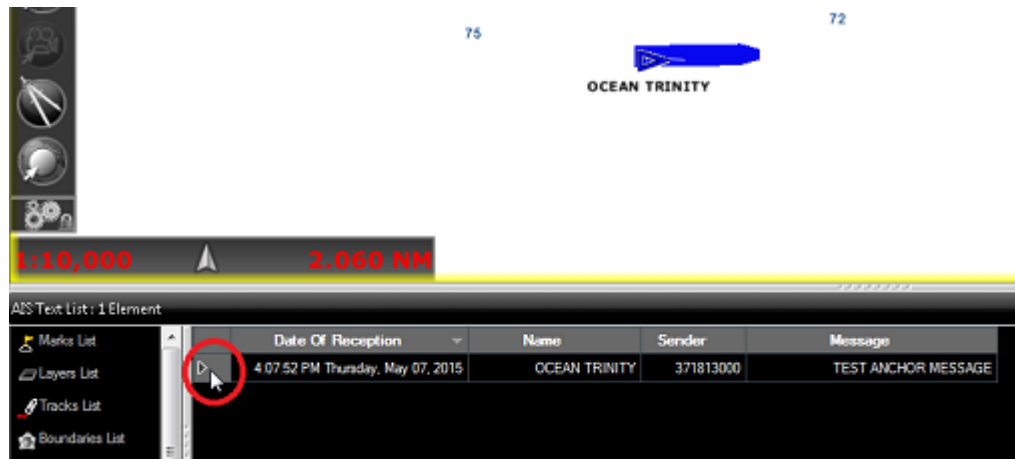 75
72
OCEAN TRINITY
1:10,000 2.060 NM
AIS Text List : 1 Element
Marks List
Layers List
Tracks List
Boundaries List
Date Of Reception Name Sender Message
4:07:52 PM Thursday, May 07, 2015 OCEAN TRINITY 371813000 TEST ANCHOR MESSAGE